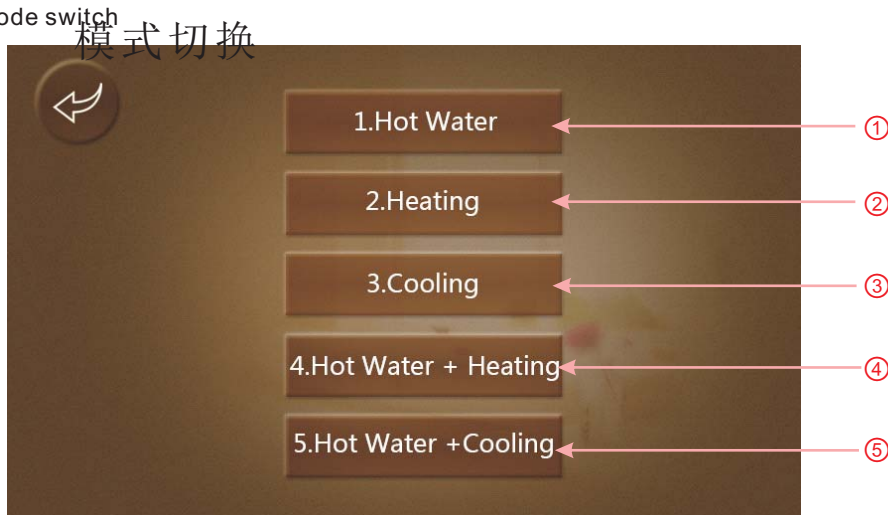 ode switch
模式切换
1.Hot Water
①
2.Heating
②
3.Cooling
③
4.Hot Water + Heating
④
5.Hot Water +Cooling
⑤